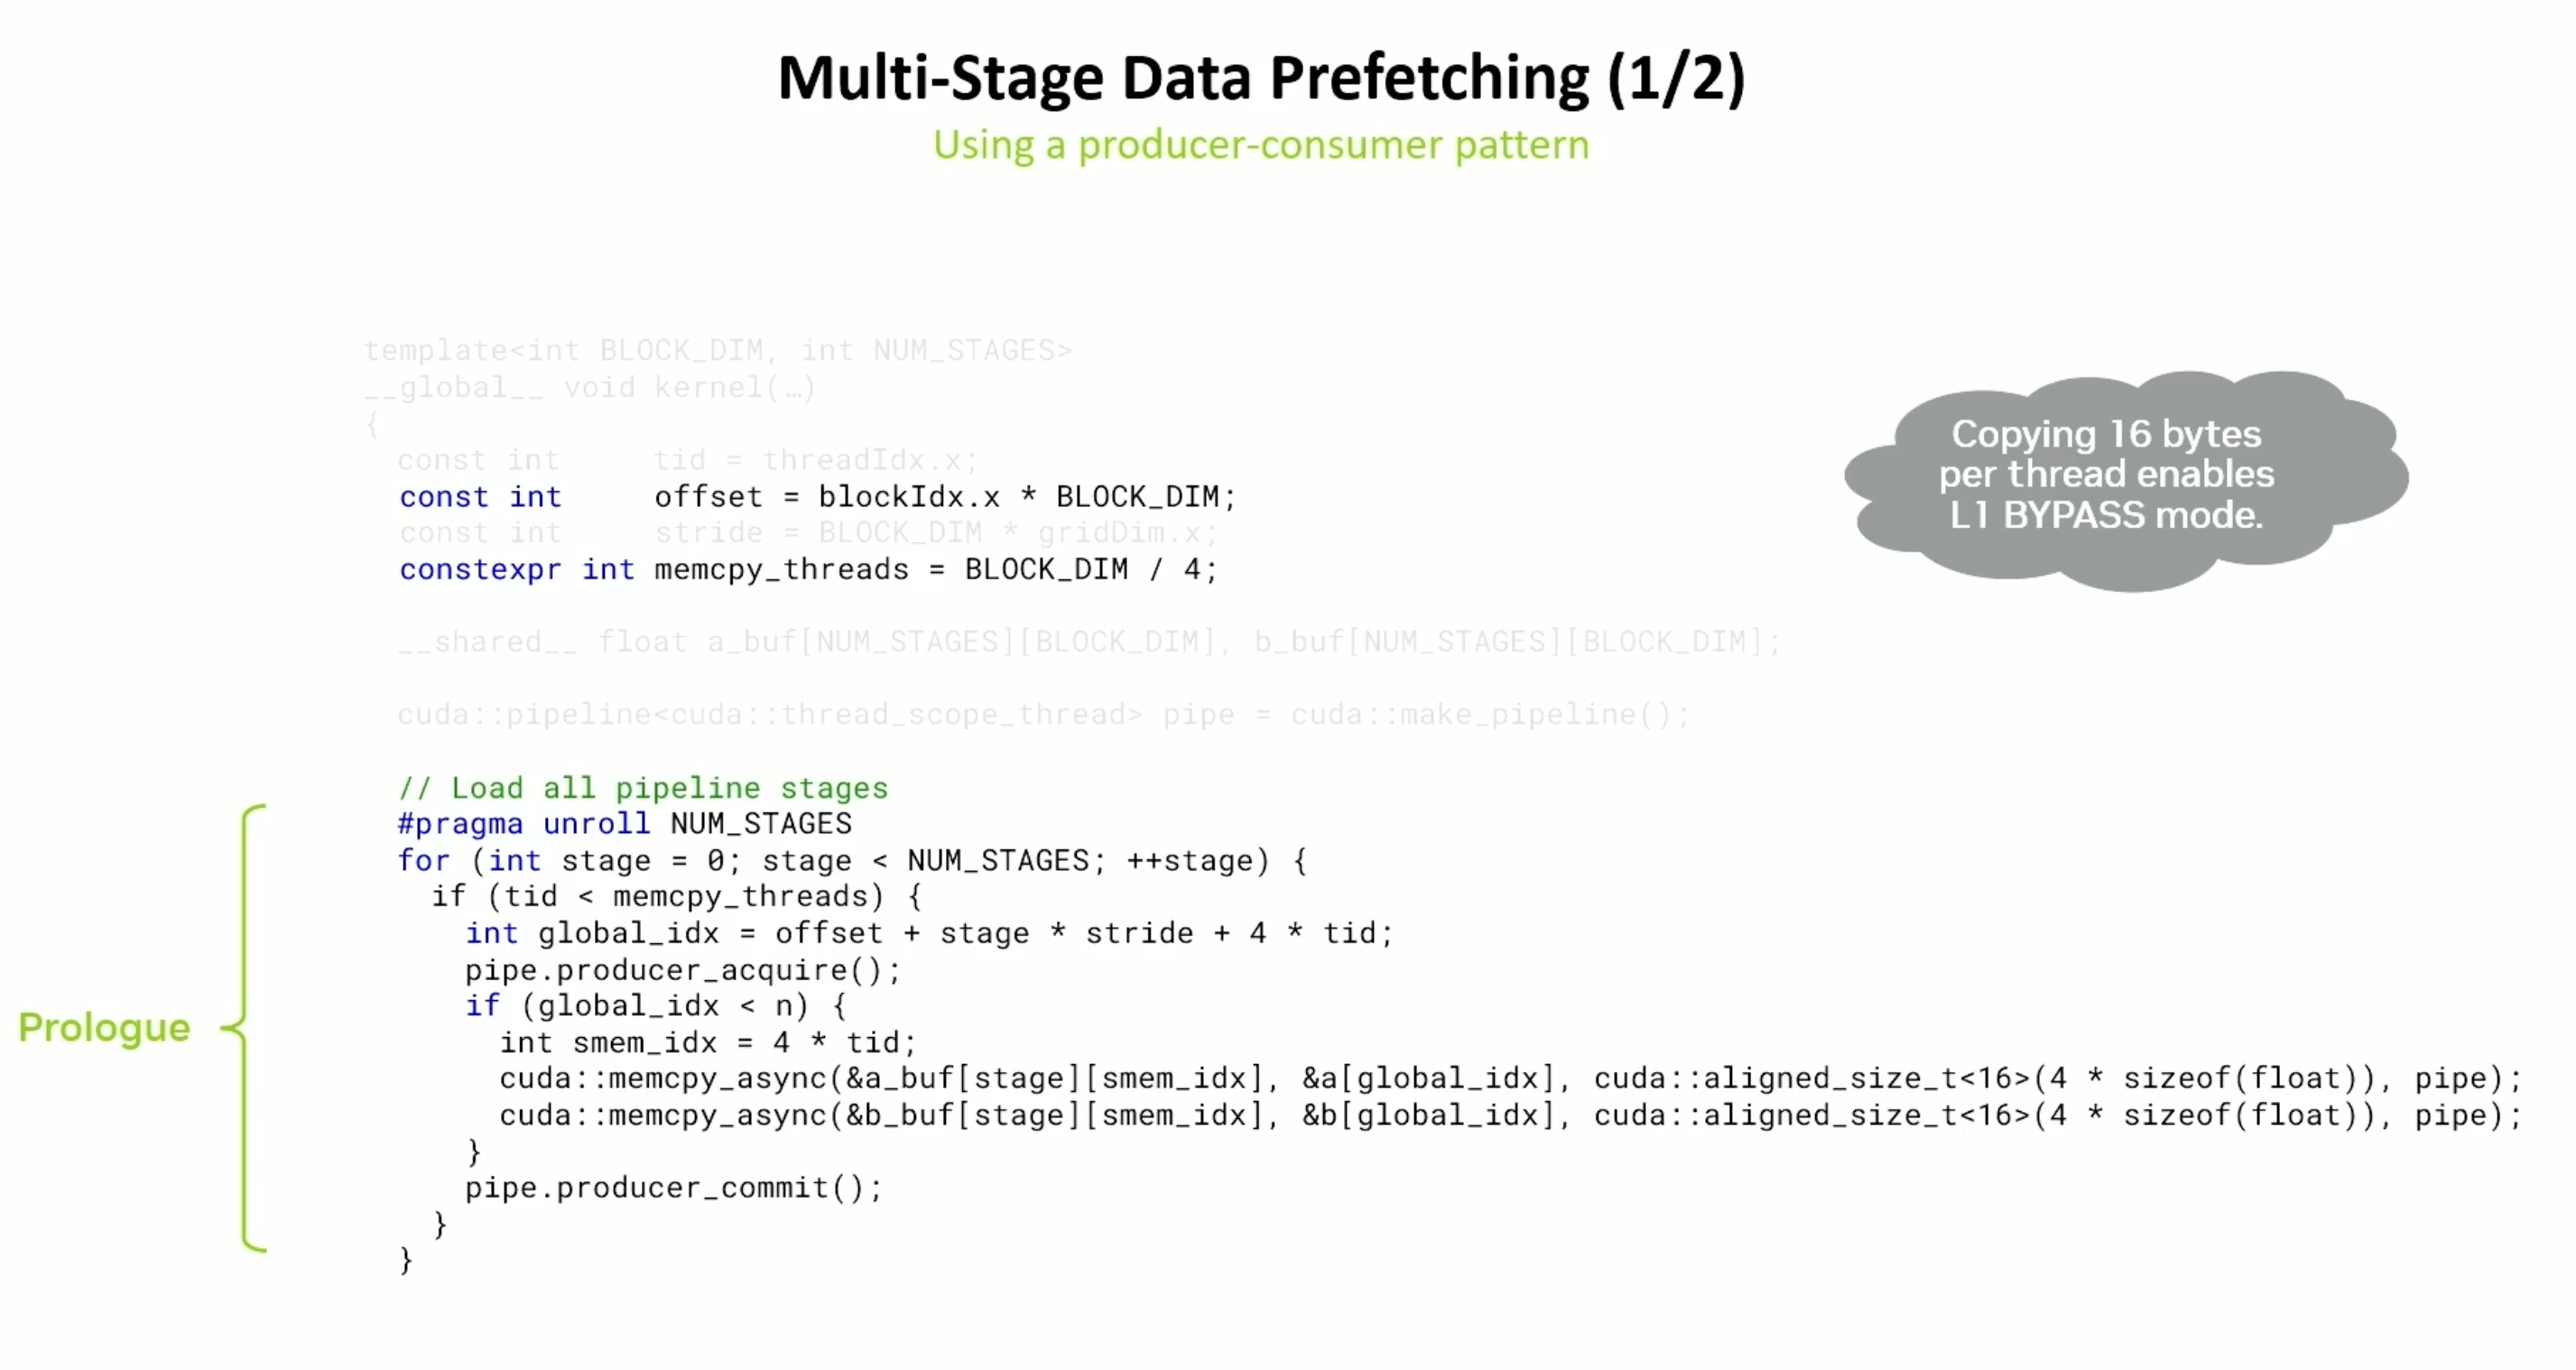 Multi-Stage Data Prefetching (1/2)
Using a producer-consumer pattern
template<int BLOCK_DIM, int NUM_STAGES>
__global__ void kernel(…)
{
const int     tid = threadIdx.x;
const int     offset = blockIdx.x * BLOCK_DIM;
const int     stride = BLOCK_DIM * gridDim.x;
constexpr int memcpy_threads = BLOCK_DIM / 4;
Copying 16 bytes
per thread enables
L1 BYPASS mode.
__shared__ float a_buf[NUM_STAGES][BLOCK_DIM], b_buf[NUM_STAGES][BLOCK_DIM];
cuda::pipeline<cuda::thread_scope_thread> pipe = cuda::make_pipeline();
Prologue
// Load all pipeline stages
#pragma unroll NUM_STAGES
for (int stage = 0; stage < NUM_STAGES; ++stage) {
if (tid < memcpy_threads) {
int global_idx = offset + stage * stride + 4 * tid;
pipe.producer_acquire();
if (global_idx < n) {
int smem_idx = 4 * tid;
cuda::memcpy_async(&a_buf[stage][smem_idx], &a[global_idx], cuda::aligned_size_t<16>(4 * sizeof(float)), pipe);
cuda::memcpy_async(&b_buf[stage][smem_idx], &b[global_idx], cuda::aligned_size_t<16>(4 * sizeof(float)), pipe);
}
pipe.producer_commit();
}
}